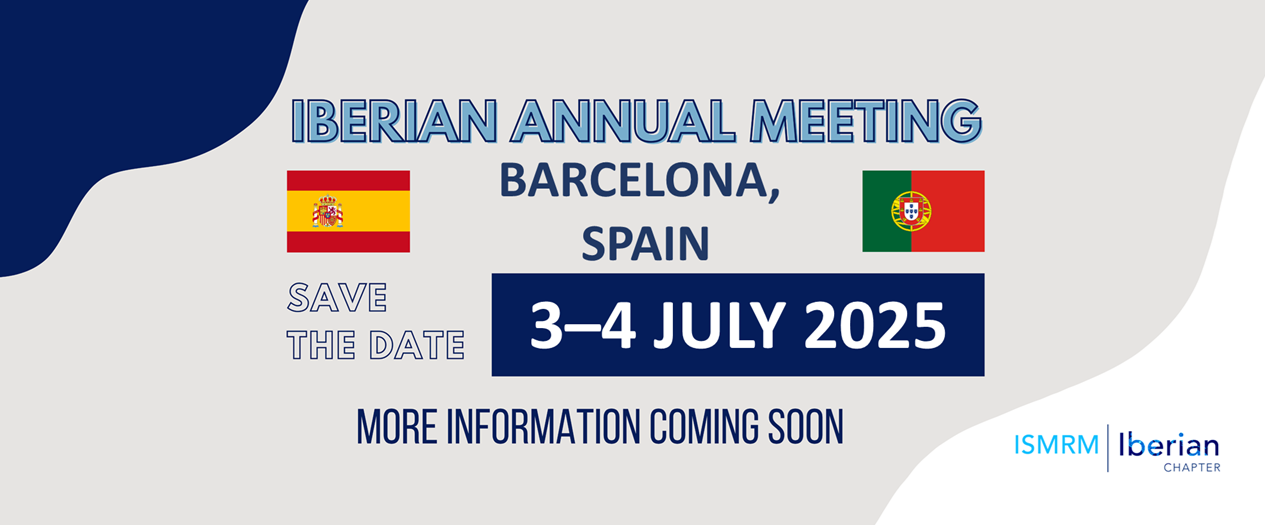 IBERIAN ANNUAL MEETING
BARCELONA,
SPAIN
SAVE
THE DATE
3–4 JULY 2025
MORE INFORMATION COMING SOON
ISMRM | Iberian
CHAPTER